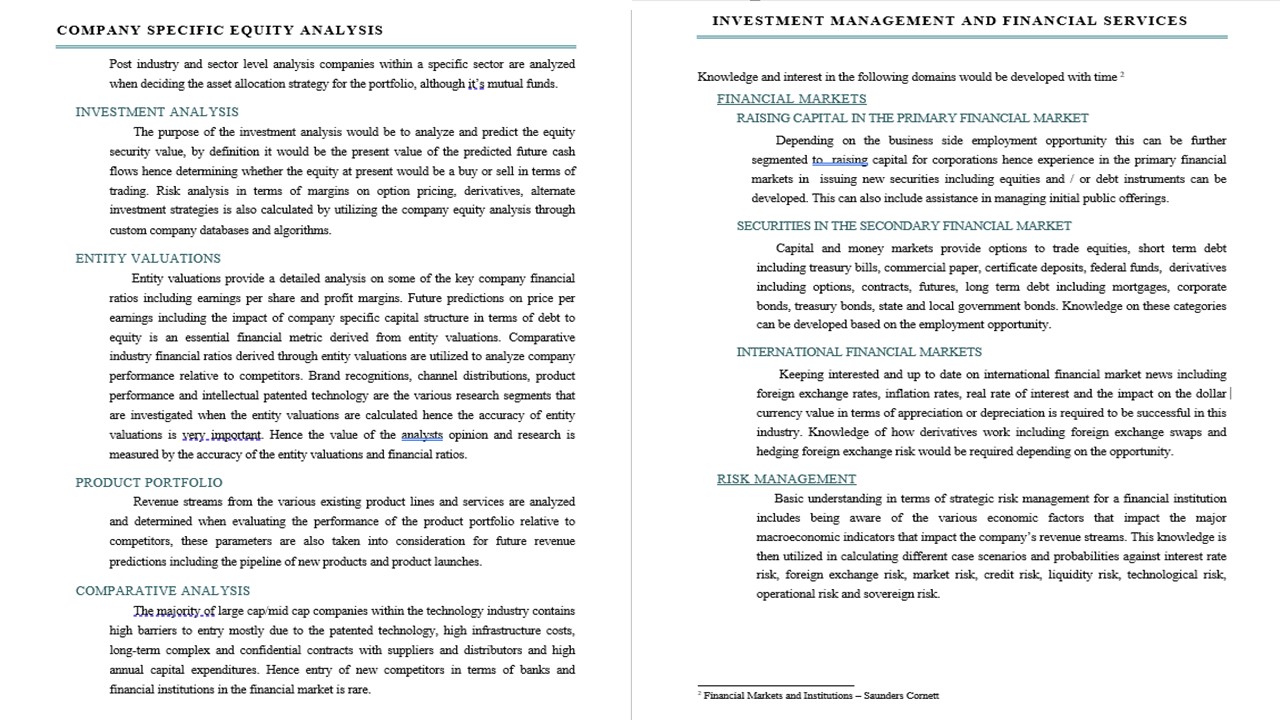 COMPANY SPECIFIC EQUITY ANALYSIS
Post industry and sector level analysis companies within a specific sector are analyzed
when deciding the asset allocation strategy for the portfolio, although it's mutual funds.
INVESTMENT ANALYSIS
The purpose of the investment analysis would be to analyze and predict the equity
security value, by definition it would be the present value of the predicted future cash
flows hence determining whether the equity at present would be a buy or sell in terms of
trading. Risk analysis in terms of margins on option pricing, derivatives, alternate
investment strategies is also calculated by utilizing the company equity analysis through
custom company databases and algorithms.
ENTITY VALUATIONS
Entity valuations provide a detailed analysis on some of the key company financial
ratios including earnings per share and profit margins. Future predictions on price per
earnings including the impact of company specific capital structure in terms of debt to
equity is an essential financial metric derived from entity valuations. Comparative
industry financial ratios derived through entity valuations are utilized to analyze company
performance relative to competitors. Brand recognitions, channel distributions, product
performance and intellectual patented technology are the various research segments that
are investigated when the entity valuations are calculated hence the accuracy of entity
valuations is very important. Hence the value of the analysts opinion and research is
measured by the accuracy of the entity valuations and financial ratios.
PRODUCT PORTFOLIO
Revenue streams from the various existing product lines and services are analyzed
and determined when evaluating the performance of the product portfolio relative to
competitors, these parameters are also taken into consideration for future revenue
predictions including the pipeline of new products and product launches.
COMPARATIVE ANALYSIS
The majority of large cap/mid cap companies within the technology industry contains
high barriers to entry mostly due to the patented technology, high infrastructure costs,
long-term complex and confidential contracts with suppliers and distributors and high
annual capital expenditures. Hence entry of new competitors in terms of banks and
financial institutions in the financial market is rare.
INVESTMENT MANAGEMENT AND FINANCIAL SERVICES
Knowledge and interest in the following domains would be developed with time 2
FINANCIAL MARKETS
RAISING CAPITAL IN THE PRIMARY FINANCIAL MARKET
Depending on the business side employment opportunity this can be further
segmented to raising capital for corporations hence experience in the primary financial
markets in issuing new securities including equities and / or debt instruments can be
developed. This can also include assistance in managing initial public offerings.
SECURITIES IN THE SECONDARY FINANCIAL MARKET
Capital and money markets provide options to trade equities, short term debt
including treasury bills, commercial paper, certificate deposits, federal funds, derivatives
including options, contracts, futures, long term debt including mortgages, corporate
bonds, treasury bonds, state and local government bonds. Knowledge on these categories
can be developed based on the employment opportunity.
INTERNATIONAL FINANCIAL MARKETS
Keeping interested and up to date on international financial market news including
foreign exchange rates, inflation rates, real rate of interest and the impact on the dollar
currency value in terms of appreciation or depreciation is required to be successful in this
industry. Knowledge of how derivatives work including foreign exchange swaps and
hedging foreign exchange risk would be required depending on the opportunity.
RISK MANAGEMENT
Basic understanding in terms of strategic risk management for a financial institution
includes being aware of the various economic factors that impact the major
macroeconomic indicators that impact the company's revenue streams. This knowledge is
then utilized in calculating different case scenarios and probabilities against interest rate
risk, foreign exchange risk, market risk, credit risk, liquidity risk, technological risk,
operational risk and sovereign risk.
2 Financial Markets and Institutions – Saunders Cornett